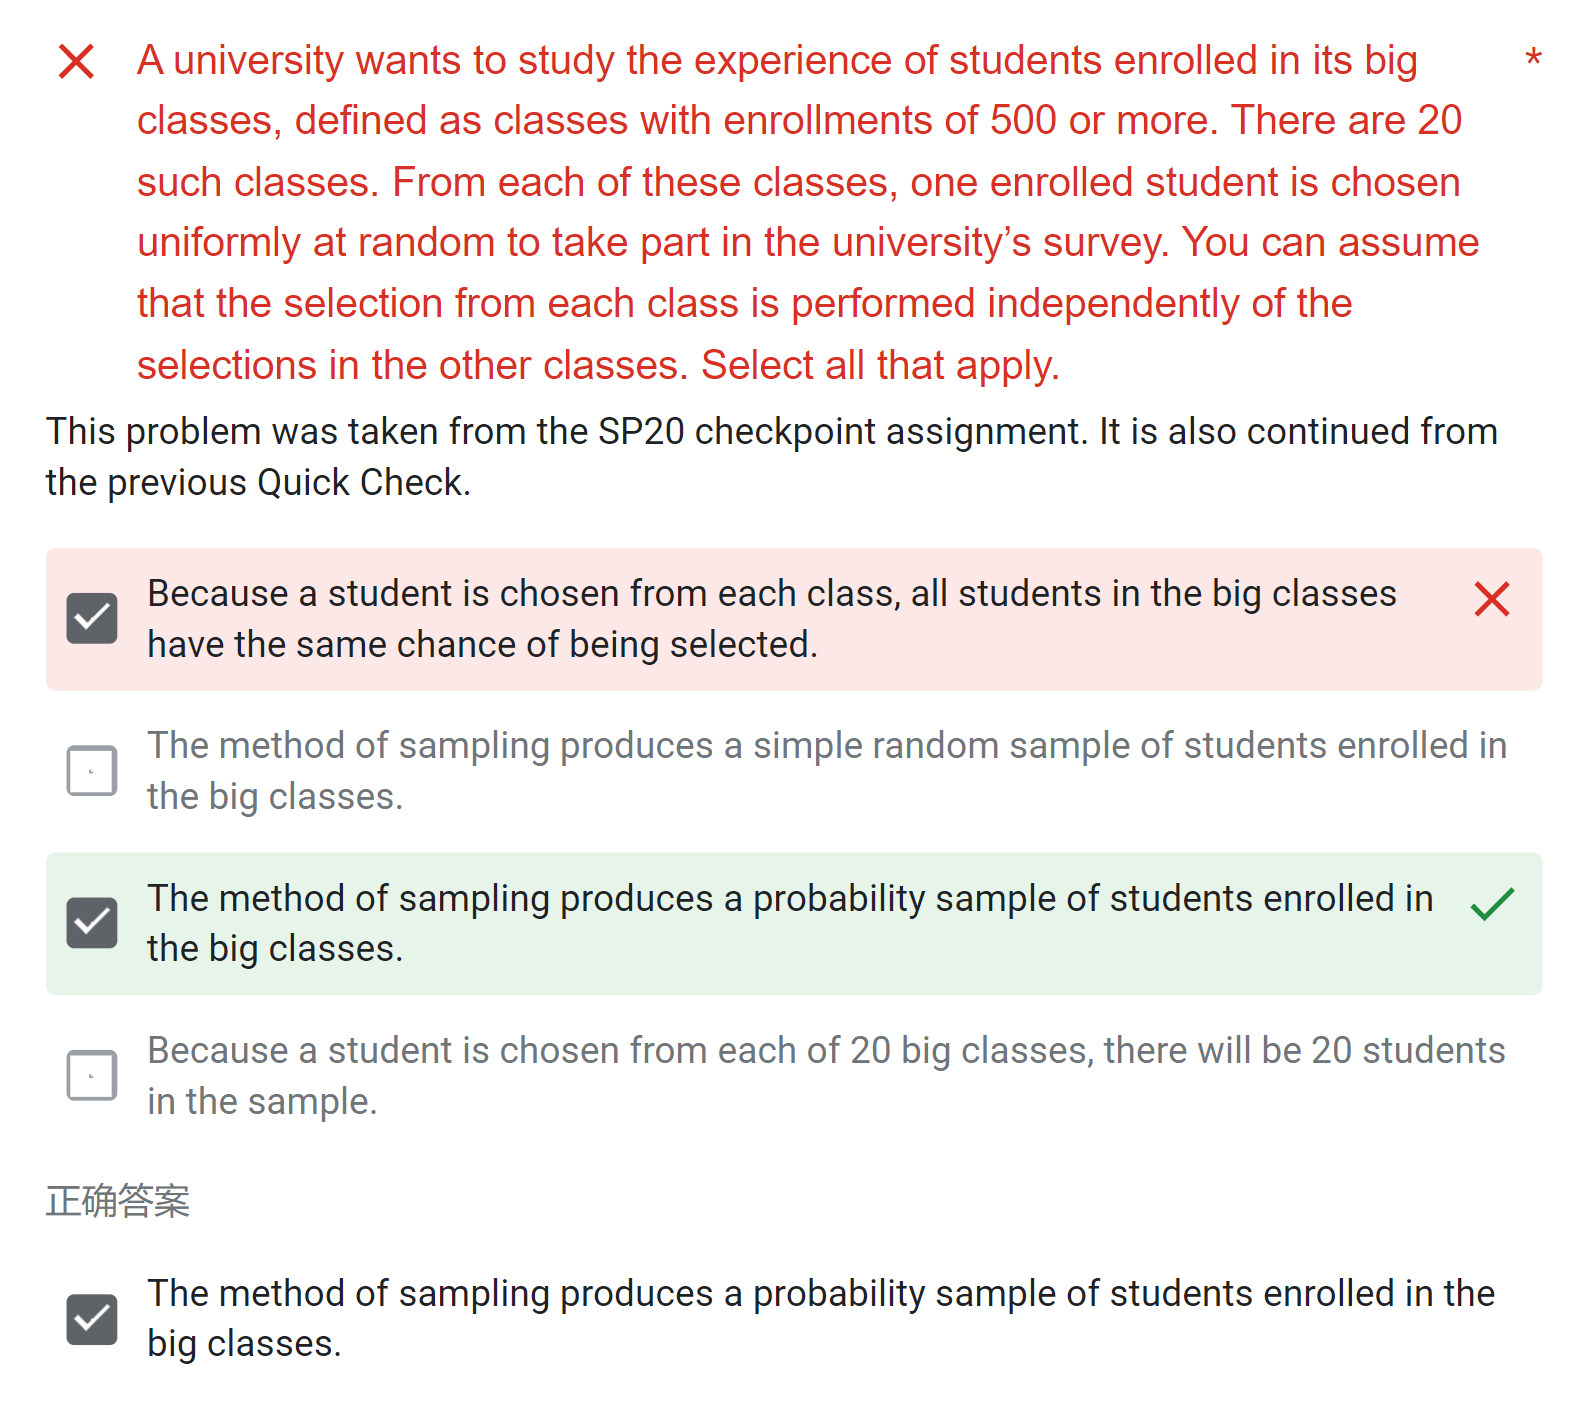 A university wants to study the experience of students enrolled in its big *
classes, defined as classes with enrollments of 500 or more. There are 20
such classes. From each of these classes, one enrolled student is chosen
uniformly at random to take part in the university’s survey. You can assume
that the selection from each class is performed independently of the
selections in the other classes. Select all that apply.
This problem was taken from the SP20 checkpoint assignment. It is also continued from
the previous Quick Check.
Because a student is chosen from each class, all students in the big classes
have the same chance of being selected.
The method of sampling produces a simple random sample of students enrolled in
the big classes.
The method of sampling produces a probability sample of students enrolled in
the big classes.
Because a student is chosen from each of 20 big classes, there will be 20 students
in the sample.
正确答案
The method of sampling produces a probability sample of students enrolled in the
big classes.